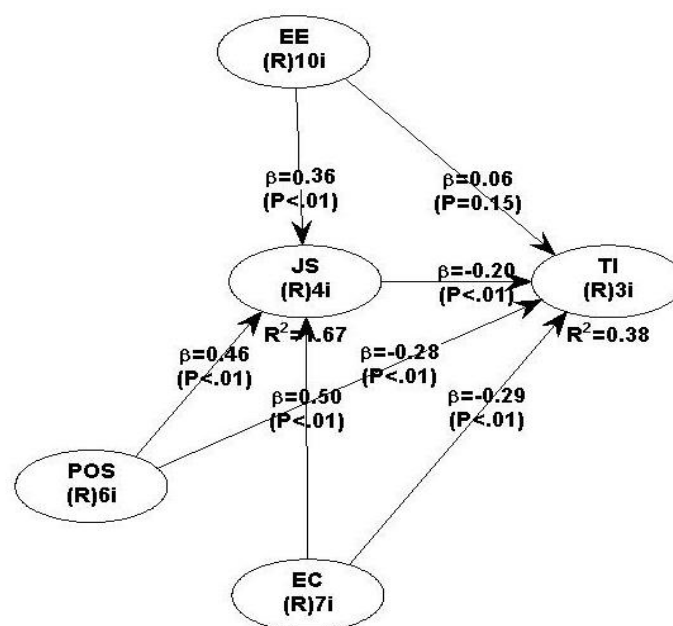 EE
(R)10i
β=0.36
(P<.01)
β=0.06
(P=0.15)
JS
(R)4i
β=-0.20
(P<.01)
TI
(R)3i
R²=0.38
β=0.46
(P<.01)
β=-0.28
(P<.01)
β=0.50
(P<.01)
β=-0.29
(P<.01)
POS
(R)6i
EC
(R)7i